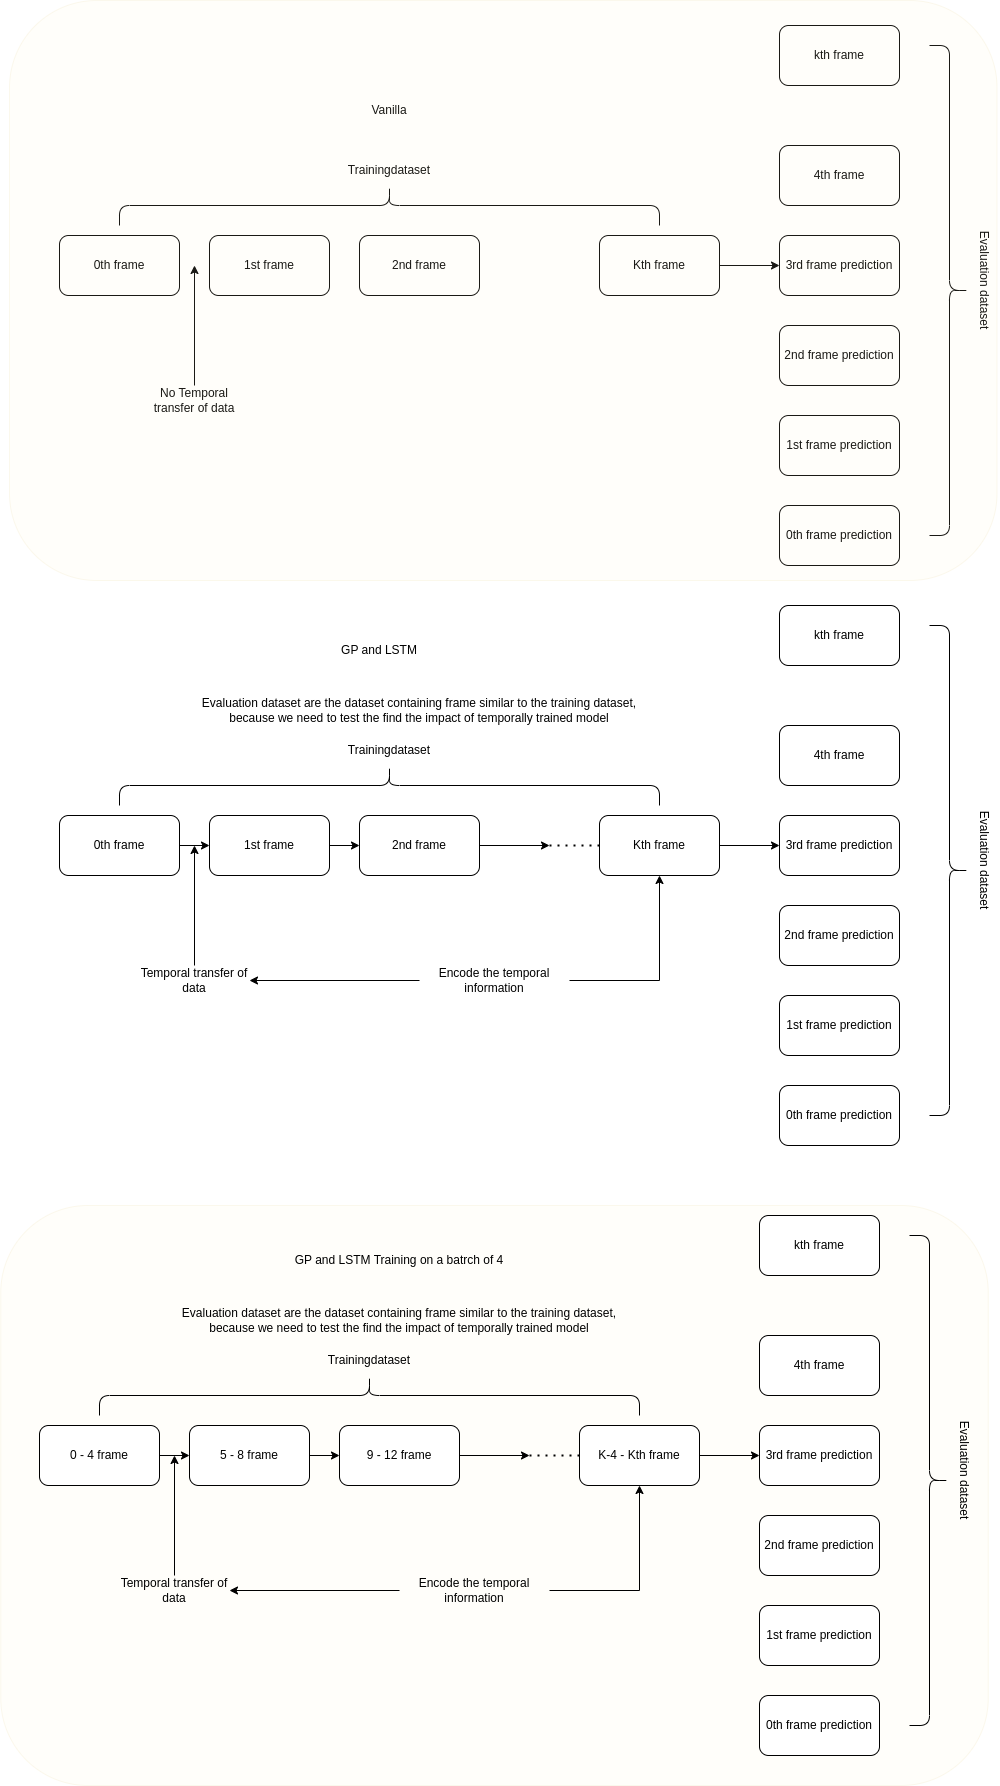 kth frame
Vanilla
4th frame
Trainingdataset
0th frame
1st frame
2nd frame
Kth frame
3rd frame prediction
Evaluation dataset
2nd frame prediction
No Temporal
transfer of data
1st frame prediction
0th frame prediction
kth frame
GP and LSTM
Evaluation dataset are the dataset containing frame similar to the training dataset,
because we need to test the find the impact of temporally trained model
Trainingdataset
4th frame
0th frame
1st frame
2nd frame
Kth frame
3rd frame prediction
Evaluation dataset
2nd frame prediction
Temporal transfer of
data
Encode the temporal
information
1st frame prediction
0th frame prediction
kth frame
GP and LSTM Training on a batrch of 4
Evaluation dataset are the dataset containing frame similar to the training dataset,
because we need to test the find the impact of temporally trained model
Trainingdataset
4th frame
0 - 4 frame
5 - 8 frame
9 - 12 frame
K-4 - Kth frame
3rd frame prediction
Evaluation dataset
2nd frame prediction
Temporal transfer of
data
Encode the temporal
information
1st frame prediction
0th frame prediction